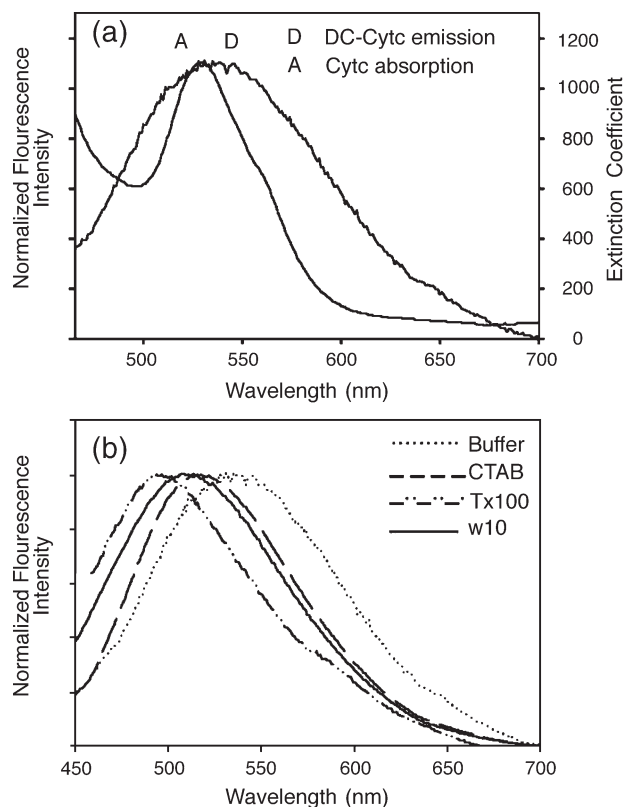 (a)
A D
D DC-Cytc emission
A Cytc absorption
Normalized Flourescence
Intensity
1200
1000
800
600
400
200
0
Extinction Coefficient
500 550 600 650 700
Wavelength (nm)
(b)
Buffer
CTAB
Tx100
w10
Normalized Flourescence
Intensity
450 500 550 600 650 700
Wavelength (nm)